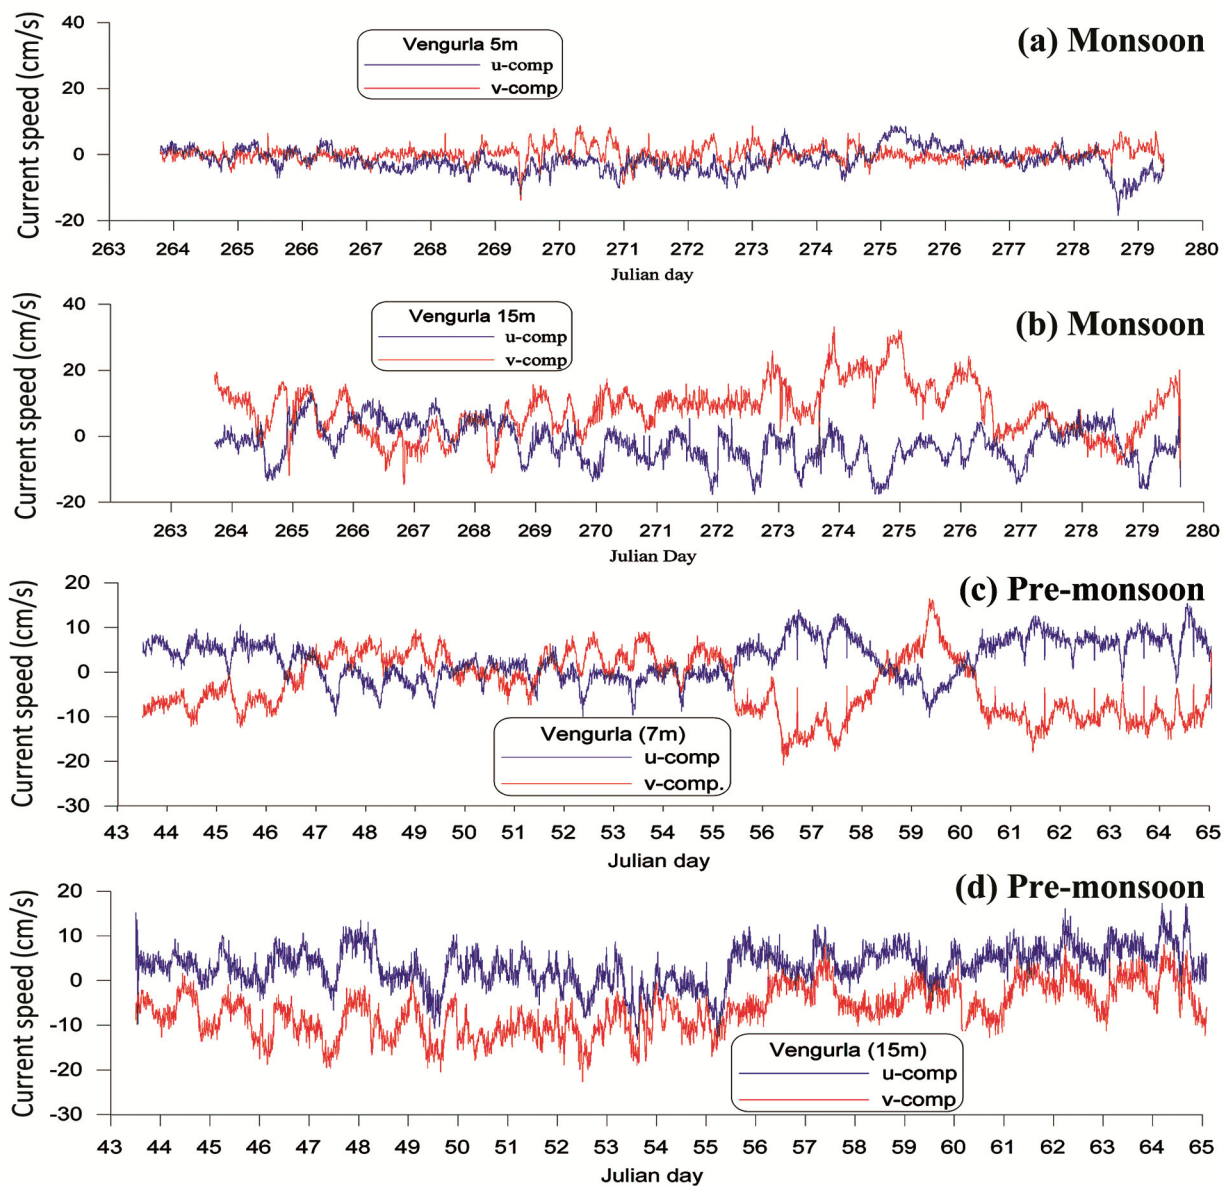 (a) Monsoon
Current speed (cm/s)
40
20
0
-20
Vengurla 5m
u-comp
v-comp
263 264 265 266 267 268 269 270 271 272 273 274 275 276 277 278 279 280
Julian day
(b) Monsoon
Current speed (cm/s)
40
20
0
-20
Vengurla 15m
u-comp
v-comp
263 264 265 266 267 268 269 270 271 272 273 274 275 276 277 278 279 280
Julian Day
(c) Pre-monsoon
Current speed (cm/s)
20
10
0
-10
-20
-30
Vengurla (7m)
u-comp
v-comp.
43 44 45 46 47 48 49 50 51 52 53 54 55 56 57 58 59 60 61 62 63 64 65
Julian day
(d) Pre-monsoon
Current speed (cm/s)
20
10
0
-10
-20
-30
Vengurla (15m)
u-comp
v-comp
43 44 45 46 47 48 49 50 51 52 53 54 55 56 57 58 59 60 61 62 63 64 65
Julian day